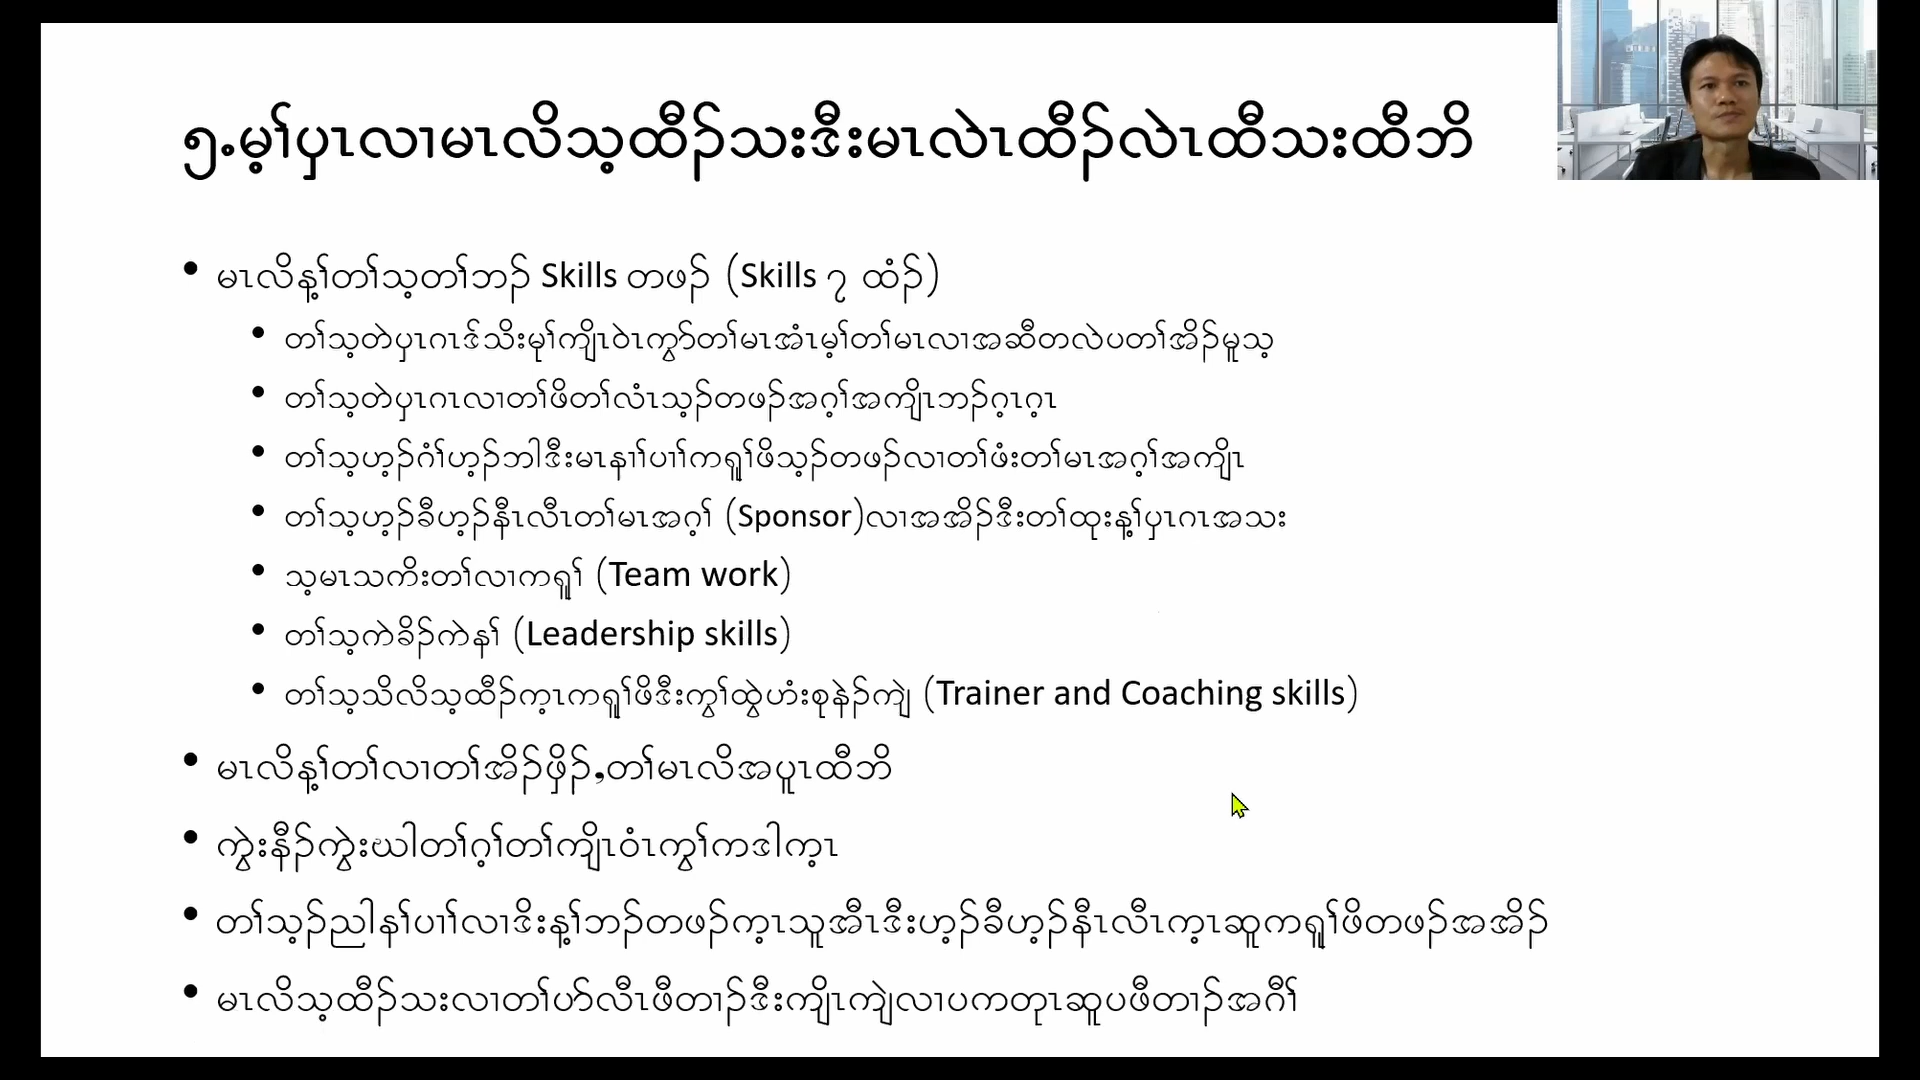 ၅.မ့ၢ်ပှၤလၢမၤလိသ့ထီၣ်သးဒီးမၤလဲၤထီၣ်လဲၤထီသးထီဘိ
• မၤလိန့ၢ်တၢ်သ့တၢ်ဘၣ် Skills တဖၣ် (Skills ၇ ထံၣ်)
• တၢ်သ့တဲပှၤဂၤဒ်သိးမုၢ်ကျိၤဝဲၤကွာ်တၢ်မၤအံၤမ့ၢ်တၢ်မၤလၢအဆီတလဲပတၢ်အိၣ်မူသ့
• တၢ်သ့တဲပှၤဂၤလၢတၢ်ဖိတၢ်လံၤသ့ၣ်တဖၣ်အဂ့ၢ်အကျိၤဘၣ်ဂ့ၤဂ့ၤ
• တၢ်သ့ဟ့ၣ်ဂံၢ်ဟ့ၣ်ဘါဒီးမၤနၢၢ်ပၢၢ်ကရူၢ်ဖိသ့ၣ်တဖၣ်လၢတၢ်ဖံးတၢ်မၤအဂ့ၢ်အကျိၤ
• တၢ်သ့ဟ့ၣ်ခီဟ့ၣ်နီၤလီၤတၢ်မၤအဂ့ၢ် (Sponsor)လၢအအိၣ်ဒီးတၢ်ထုးန့ၢ်ပှၤဂၤအသး
• သ့မၤသကိးတၢ်လၢကရူၢ် (Team work)
• တၢ်သ့ကဲခိၣ်ကဲနၢ် (Leadership skills)
• တၢ်သ့သိလိသ့ထီၣ်က့ၤကရူၢ်ဖိဒီးကွၢ်ထွဲဟံးစုနဲၣ်ကျဲ (Trainer and Coaching skills)
• မၤလိန့ၢ်တၢ်လၢတၢ်အိၣ်ဖှိၣ်,တၢ်မၤလိအပူၤထီဘိ
• ကွဲးနီၣ်ကွဲးဃါတၢ်ဂ့ၢ်တၢ်ကျိၤဝံၤကွၢ်ကဒါက့ၤ
• တၢ်သ့ၣ်ညါနၢ်ပၢၢ်လၢဒိးန့ၢ်ဘၣ်တဖၣ်က့ၤသူအီၤဒီးဟ့ၣ်ခီဟ့ၣ်နီၤလီၤက့ၤဆူကရူၢ်ဖိတဖၣ်အအိၣ်
• မၤလိသ့ထီၣ်သးလၢတၢ်ဟ်လီၤဖီတၢၣ်ဒီးကျိၤကျဲလၢပကတုၤဆူပဖီတၢၣ်အဂီၢ်